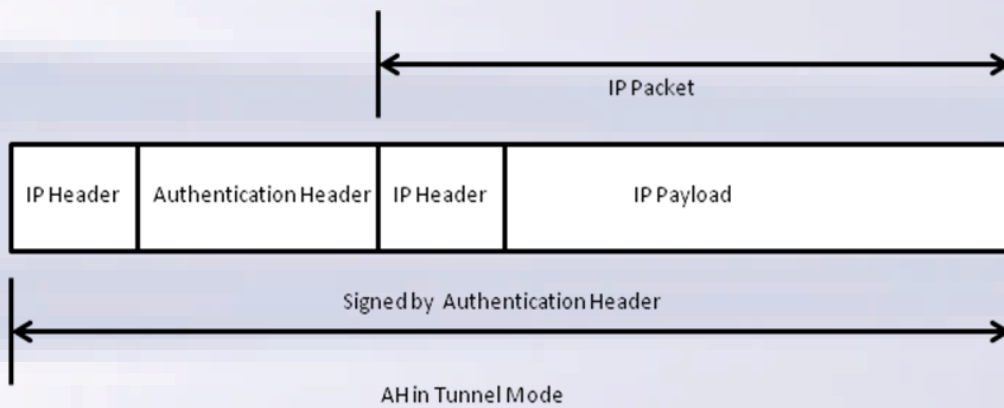 IP Packet
IP Header Authentication Header IP Header IP Payload
Signed by Authentication Header
AH in Tunnel Mode